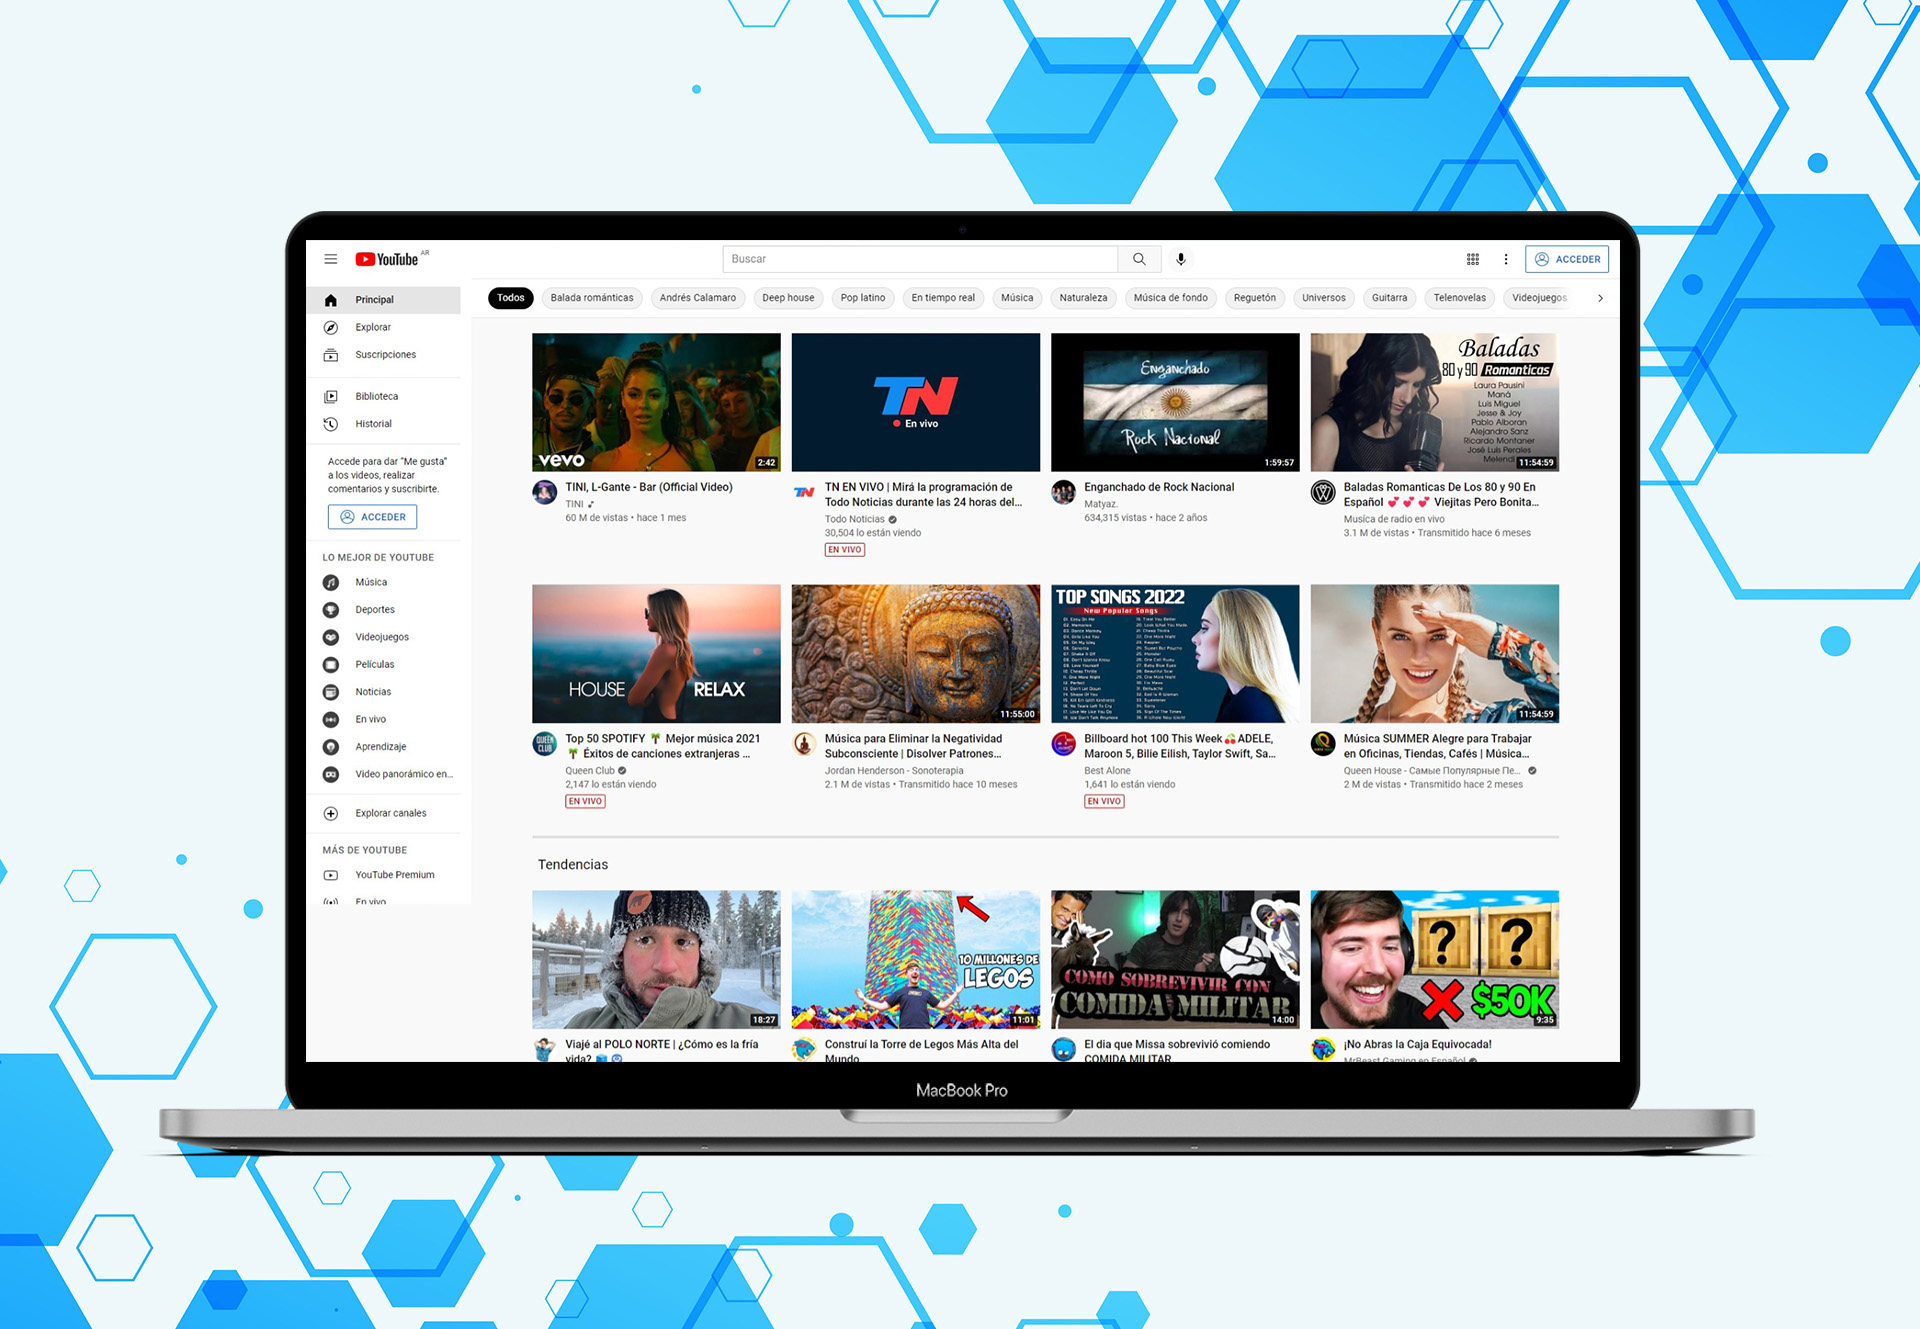 YouTube AR
Buscar
ACCEDER
Principal
Explorar
Suscripciones
Biblioteca
Historial
Accede para dar “Me gusta”
a los videos, realizar
comentarios y suscribirte.
ACCEDER
LO MEJOR DE YOUTUBE
Música
Deportes
Videojuegos
Películas
Noticias
En vivo
Aprendizaje
Video panorámico en...
Explorar canales
MÁS DE YOUTUBE
YouTube Premium
En vivo
Todos Balada románticas Andrés Calamaro Deep house Pop latino En tiempo real Música Naturaleza Música de fondo Reguetón Universos Guitarra Telenovelas Videojuegos
vevo
2:42
TINI, L-Gante - Bar (Official Video)
TINI
60 M de vistas • hace 1 mes
TN
En vivo
TN
TN EN VIVO | Mirá la programación de
Todo Noticias durante las 24 horas del...
Todo Noticias
30,504 lo están viendo
EN VIVO
Enganchado
Rock Nacional
1:59:57
Enganchado de Rock Nacional
Matyaz.
634,315 vistas • hace 2 años
Baladas
80 y 90 Romanticas
Laura Pausini
Maná
Luis Miguel
Jesse & Joy
Pablo Alboran
Alejandro Sanz
Ricardo Montaner
José Luis Perales
Melendi
11:54:59
Baladas Romanticas De Los 80 y 90 En
Español 💕 💕 💕 Viejitas Pero Bonita...
Musica de radio en vivo
3.1 M de vistas • Transmitido hace 6 meses
HOUSE RELAX
QUEEN
CLUB
Top 50 SPOTIFY 🌴 Mejor música 2021
🌴 Éxitos de canciones extranjeras ...
Queen Club
2,147 lo están viendo
EN VIVO
11:55:00
Música para Eliminar la Negatividad
Subconsciente | Disolver Patrones...
Jordan Henderson - Sonoterapia
2.1 M de vistas • Transmitido hace 10 meses
TOP SONGS 2022
New Popular Songs
Billboard hot 100 This Week 🍒ADELE,
Maroon 5, Bilie Eilish, Taylor Swift, Sa...
Best Alone
1,641 lo están viendo
EN VIVO
11:54:59
Música SUMMER Alegre para Trabajar
en Oficinas, Tiendas, Cafés | Música...
Queen House - Самые Популярные Пе...
2 M de vistas • Transmitido hace 2 meses
Tendencias
18:27
Viajé al POLO NORTE | ¿Cómo es la fría
vida?
10 MILLONES DE
LEGOS
11:01
Construí la Torre de Legos Más Alta del
Mundo
COMO SOBREVIVIR CON
COMIDA MILITAR
14:00
El dia que Missa sobrevivió comiendo
COMIDA MILITAR
? ?
$50K
9:35
¡No Abras la Caja Equivocada!
MrBeast Gaming en Español
MacBook Pro